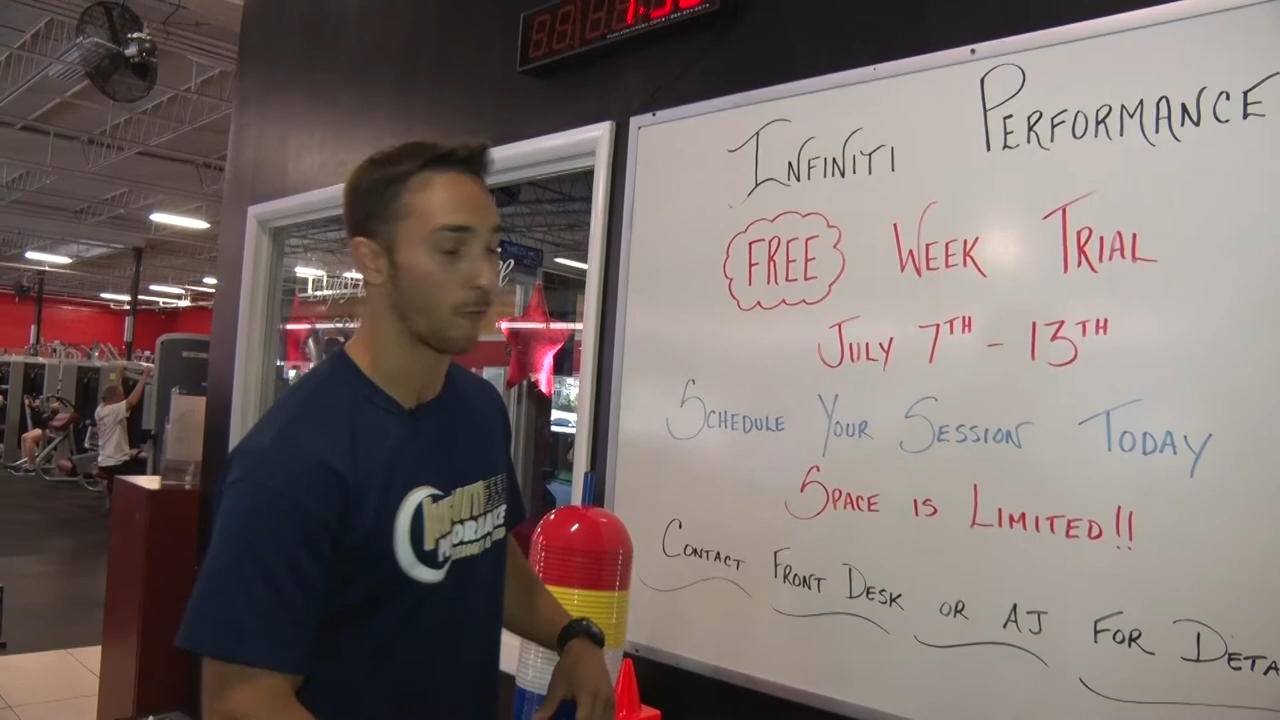 INFINITI PERFORMANCE
FREE WEEK TRIAL
JULY 7TH - 13TH
SCHEDULE YOUR SESSION TODAY
SPACE IS LIMITED!!
CONTACT FRONT DESK OR AJ FOR DETA
Enjoy